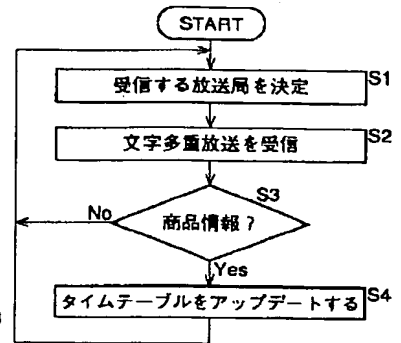 START
受信する放送局を決定
S1
文字多重放送を受信
S2
S3
商品情報?
No
Yes
タイムテーブルをアップデートする
S4